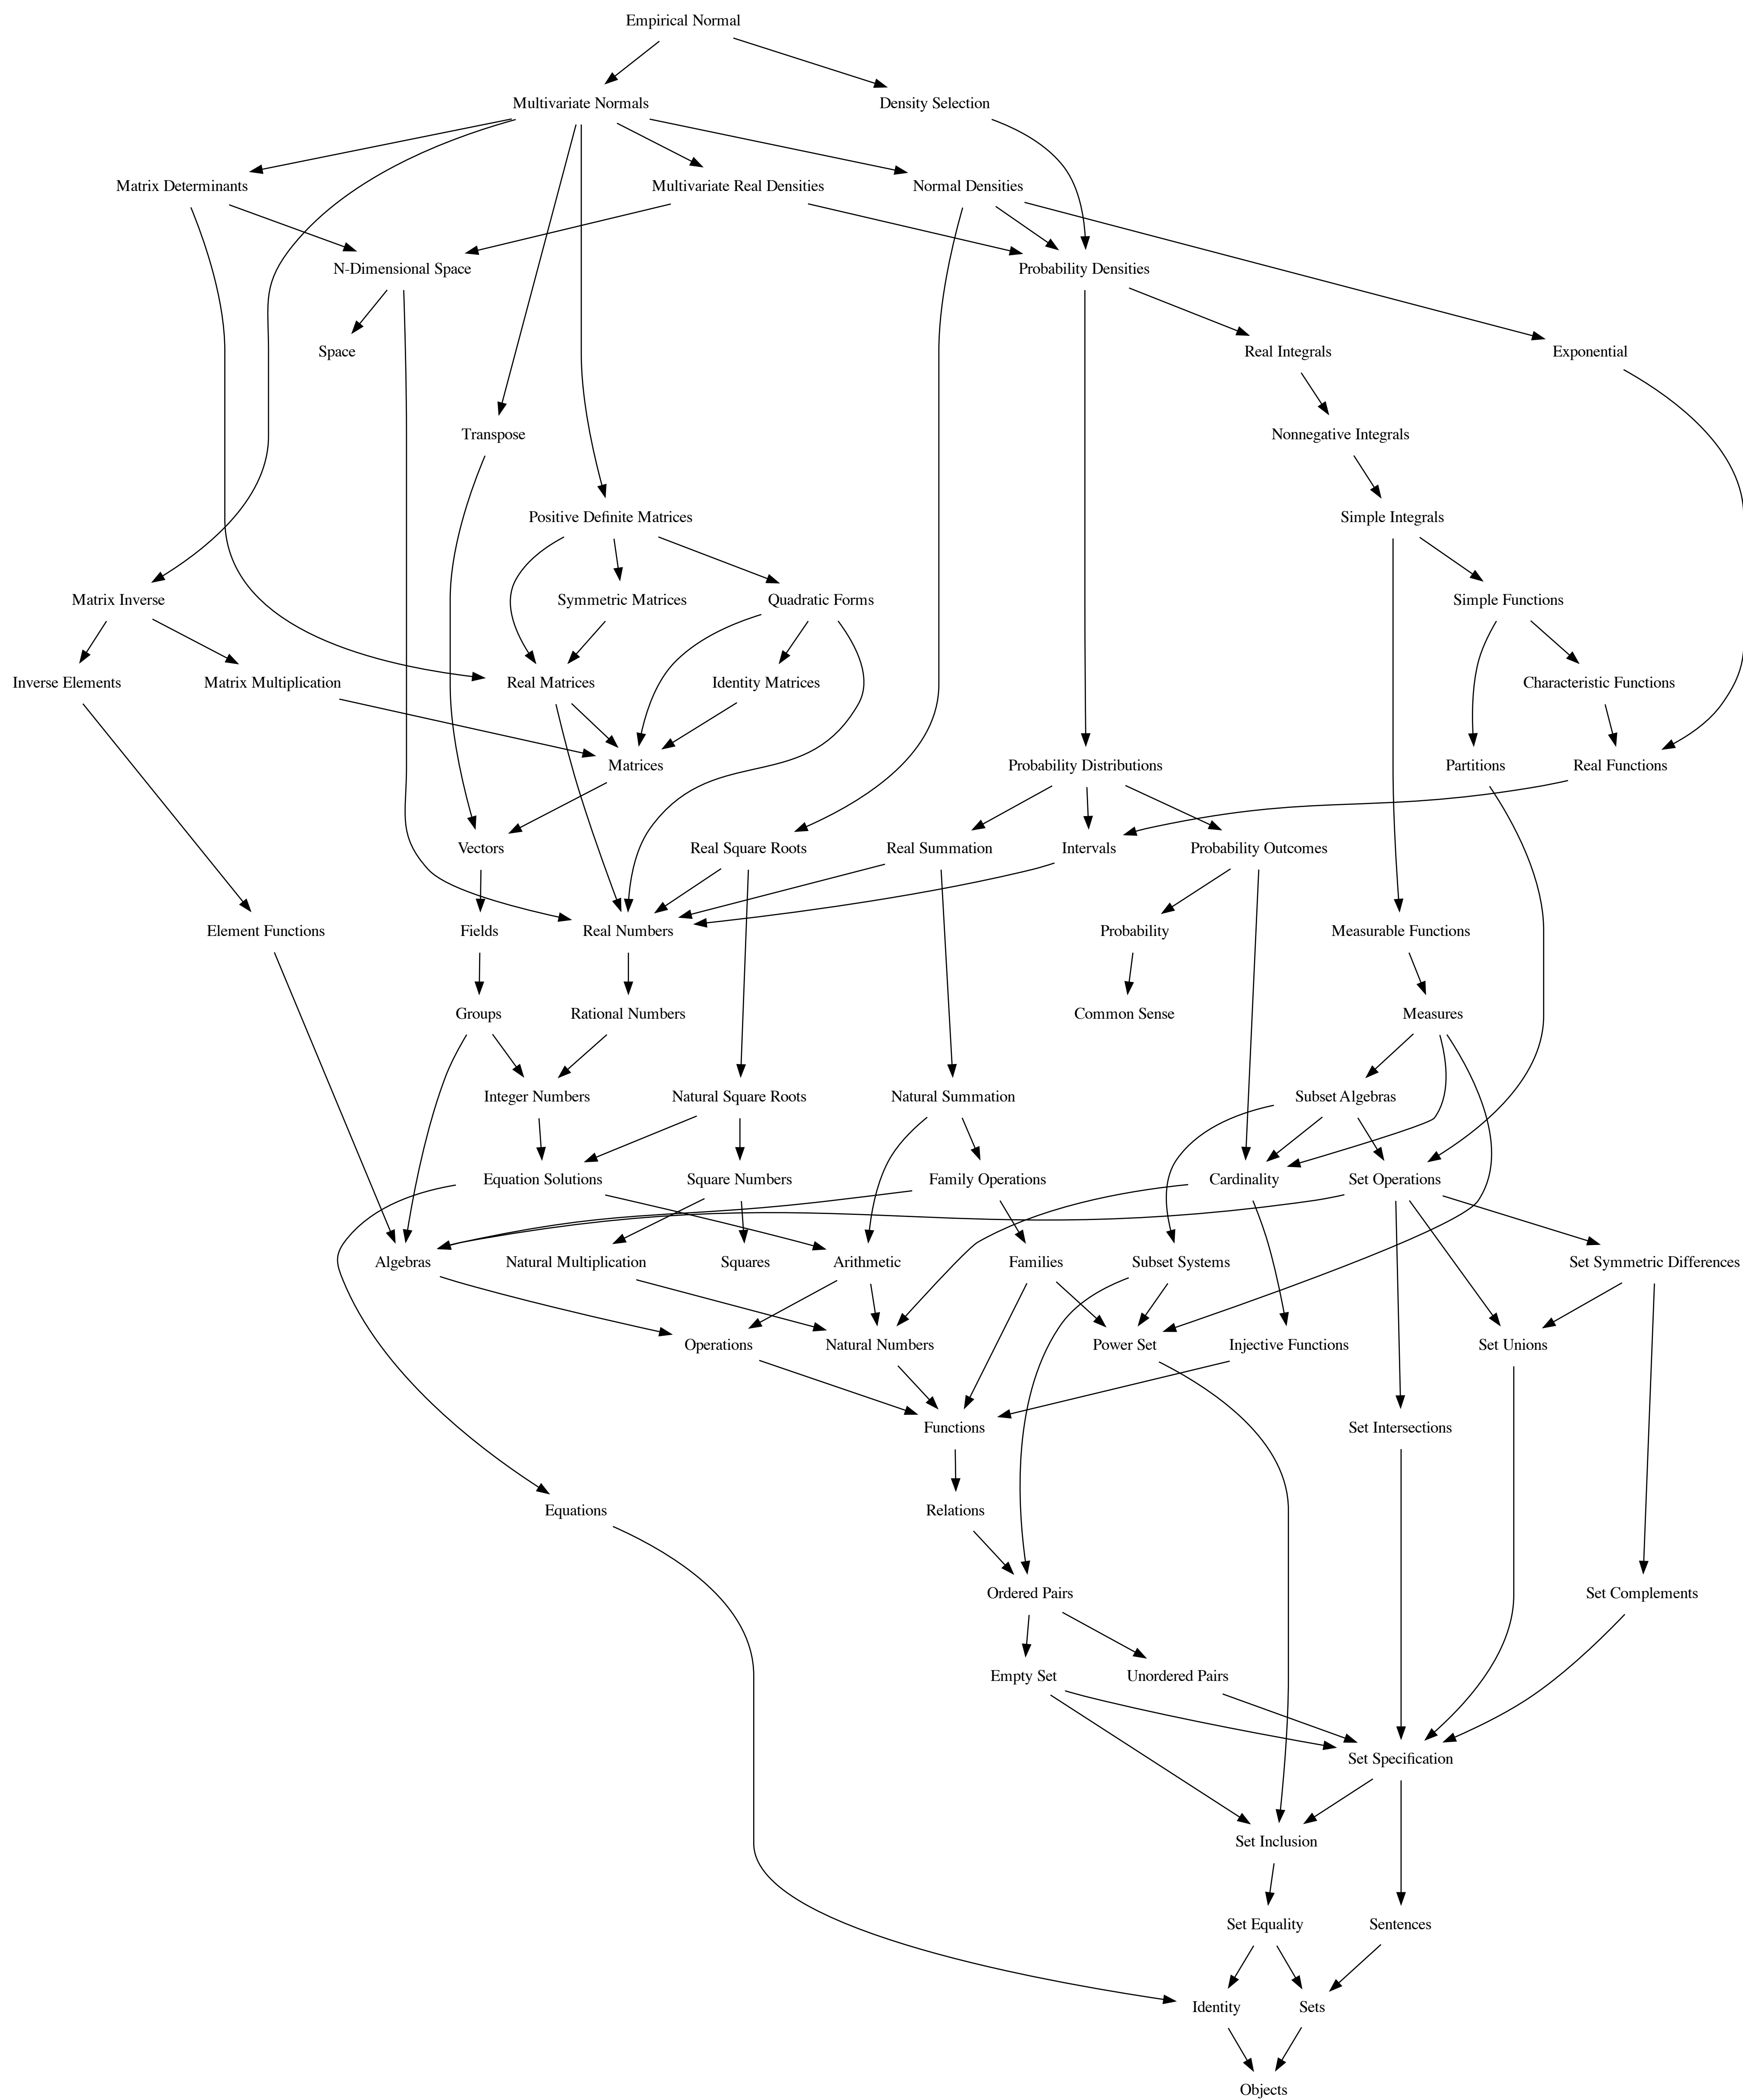 Empirical Normal
Multivariate Normals
Density Selection
Matrix Determinants
Multivariate Real Densities
Normal Densities
N-Dimensional Space
Probability Densities
Space
Real Integrals
Exponential
Transpose
Nonnegative Integrals
Positive Definite Matrices
Simple Integrals
Matrix Inverse
Symmetric Matrices
Quadratic Forms
Simple Functions
Inverse Elements
Matrix Multiplication
Real Matrices
Identity Matrices
Characteristic Functions
Matrices
Probability Distributions
Partitions
Real Functions
Vectors
Real Square Roots
Real Summation
Intervals
Probability Outcomes
Element Functions
Fields
Real Numbers
Probability
Measurable Functions
Groups
Rational Numbers
Common Sense
Measures
Integer Numbers
Natural Square Roots
Natural Summation
Subset Algebras
Equation Solutions
Square Numbers
Family Operations
Cardinality
Set Operations
Algebras
Natural Multiplication
Squares
Arithmetic
Families
Subset Systems
Set Symmetric Differences
Operations
Natural Numbers
Power Set
Injective Functions
Set Unions
Functions
Set Intersections
Equations
Relations
Ordered Pairs
Set Complements
Empty Set
Unordered Pairs
Set Specification
Set Inclusion
Set Equality
Sentences
Identity
Sets
Objects